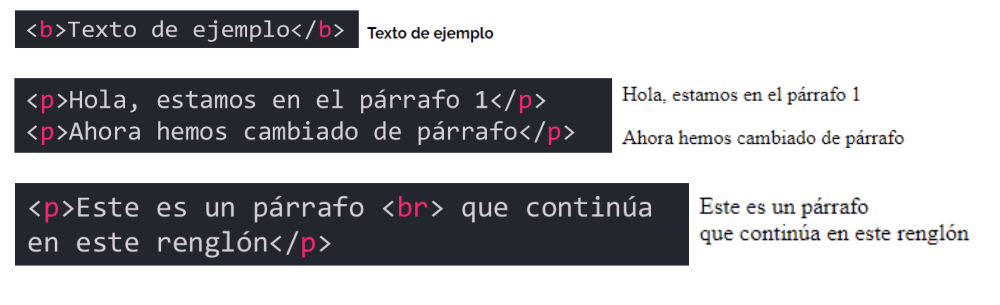 <b>Texto de ejemplo</b>
Texto de ejemplo
<p>Hola, estamos en el párrafo 1</p>
<p>Ahora hemos cambiado de párrafo</p>
Hola, estamos en el párrafo 1
Ahora hemos cambiado de párrafo
<p>Este es un párrafo <br> que continúa
en este renglón</p>
Este es un párrafo
que continúa en este renglón